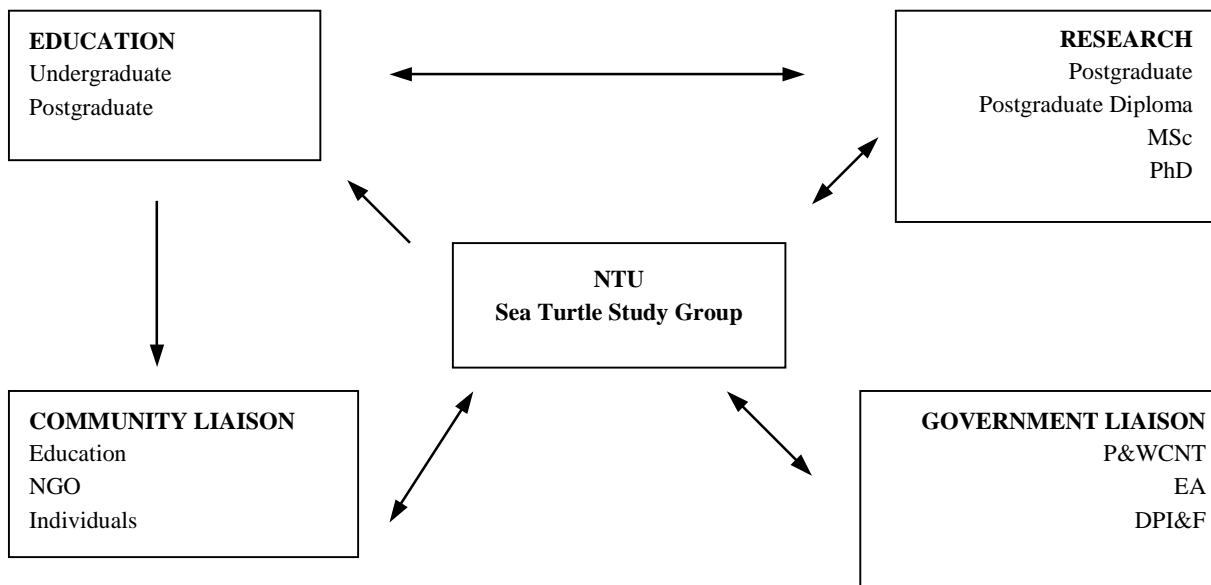 EDUCATION
Undergraduate
Postgraduate
RESEARCH
Postgraduate
Postgraduate Diploma
MSc
PhD
NTU
Sea Turtle Study Group
COMMUNITY LIAISON
Education
NGO
Individuals
GOVERNMENT LIAISON
P&WCNT
EA
DPI&F